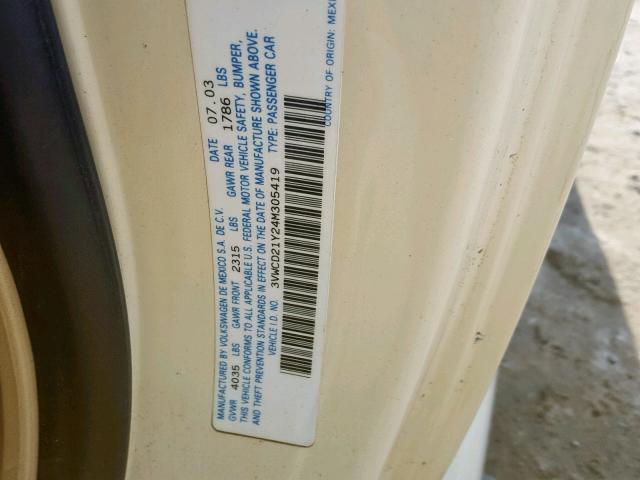 MANUFACTURED BY VOLKSWAGEN DE MEXICO S.A. DE C.V. DATE 07.03
GVWR 4035 LBS GAWR FRONT 2315 LBS GAWR REAR 1786 LBS
THIS VEHICLE CONFORMS TO ALL APPLICABLE U.S. FEDERAL MOTOR VEHICLE SAFETY, BUMPER,
AND THEFT PREVENTION STANDARDS IN EFFECT ON THE DATE OF MANUFACTURE SHOWN ABOVE.
VEHICLE I.D. NO. 3VWCD21Y24M305419 TYPE: PASSENGER CAR
COUNTRY OF ORIGIN: MEXI